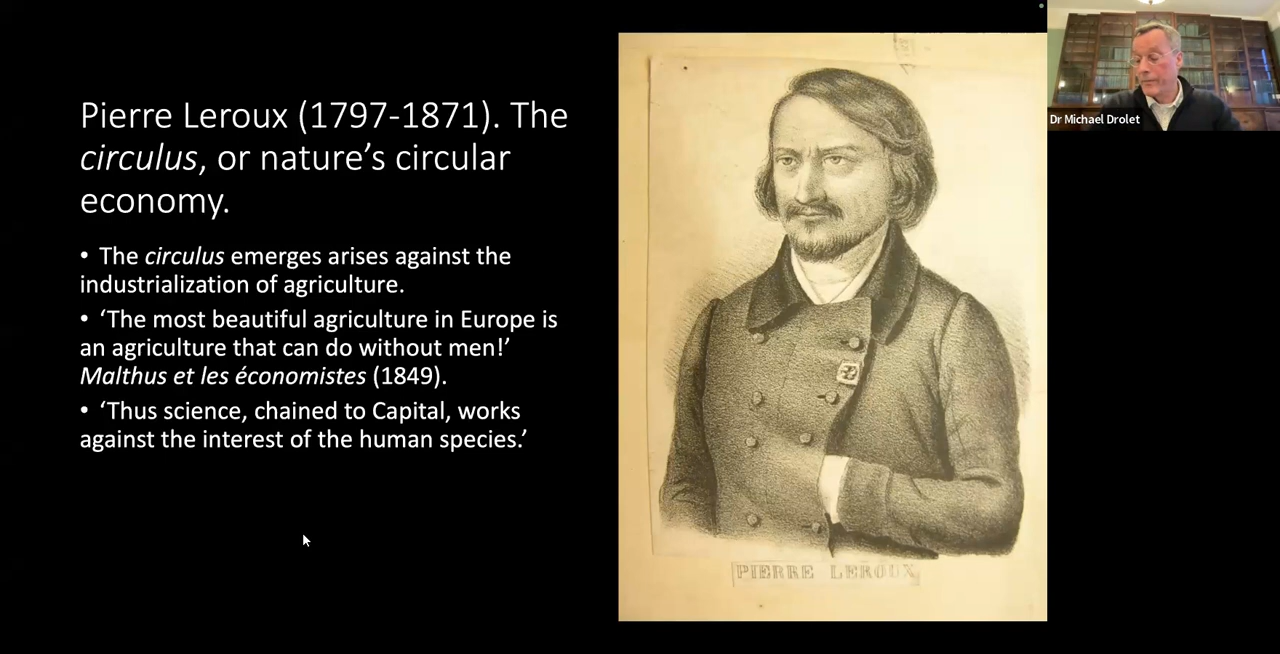 Pierre Leroux (1797-1871). The
circulus, or nature's circular
economy.
• The circulus emerges arises against the
industrialization of agriculture.
• ‘The most beautiful agriculture in Europe is
an agriculture that can do without men!’
Malthus et les économistes (1849).
• ‘Thus science, chained to Capital, works
against the interest of the human species.’
PIERRE LEROUX
Dr Michael Drolet